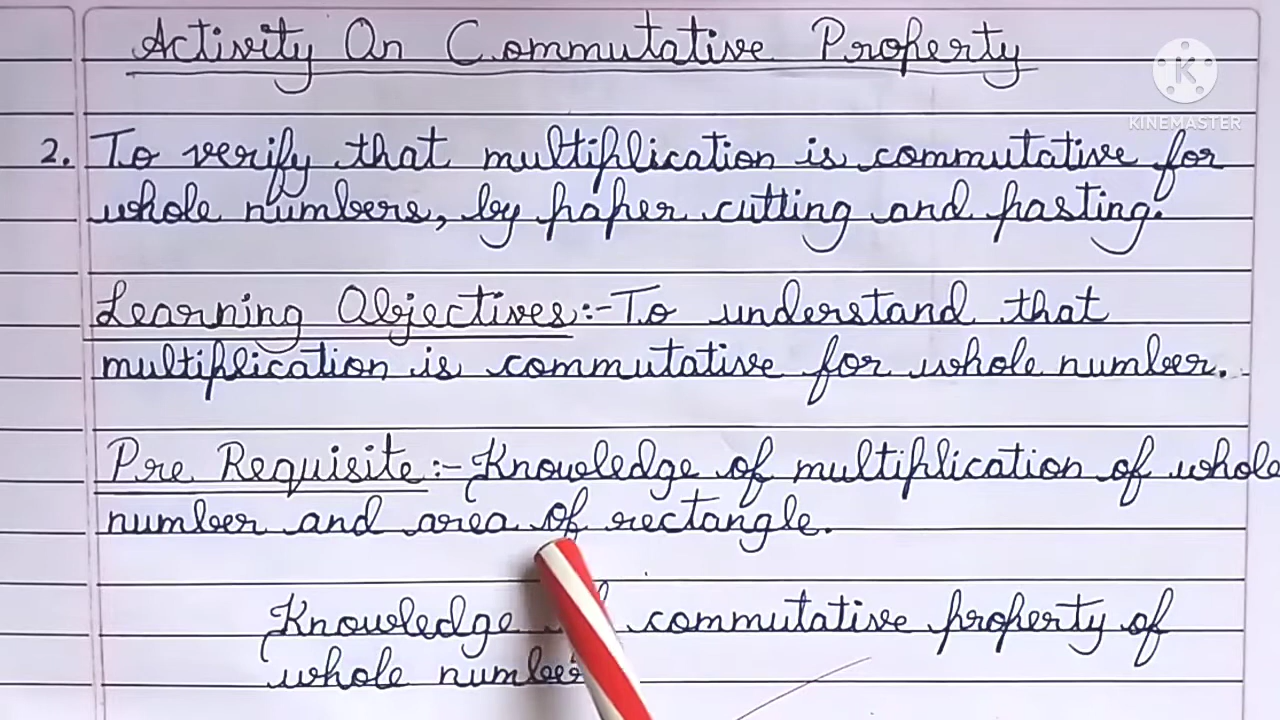 Activity On Commutative Property
KINEMASTER
2. To verify that multiplication is commutative for
whole numbers, by paper cutting and pasting.
Learning Objectives:- To understand that
multiplication is commutative for whole number.
Pre Requisite:- Knowledge of multiplication of whole
number and area of rectangle.
Knowledge commutative property of
whole number